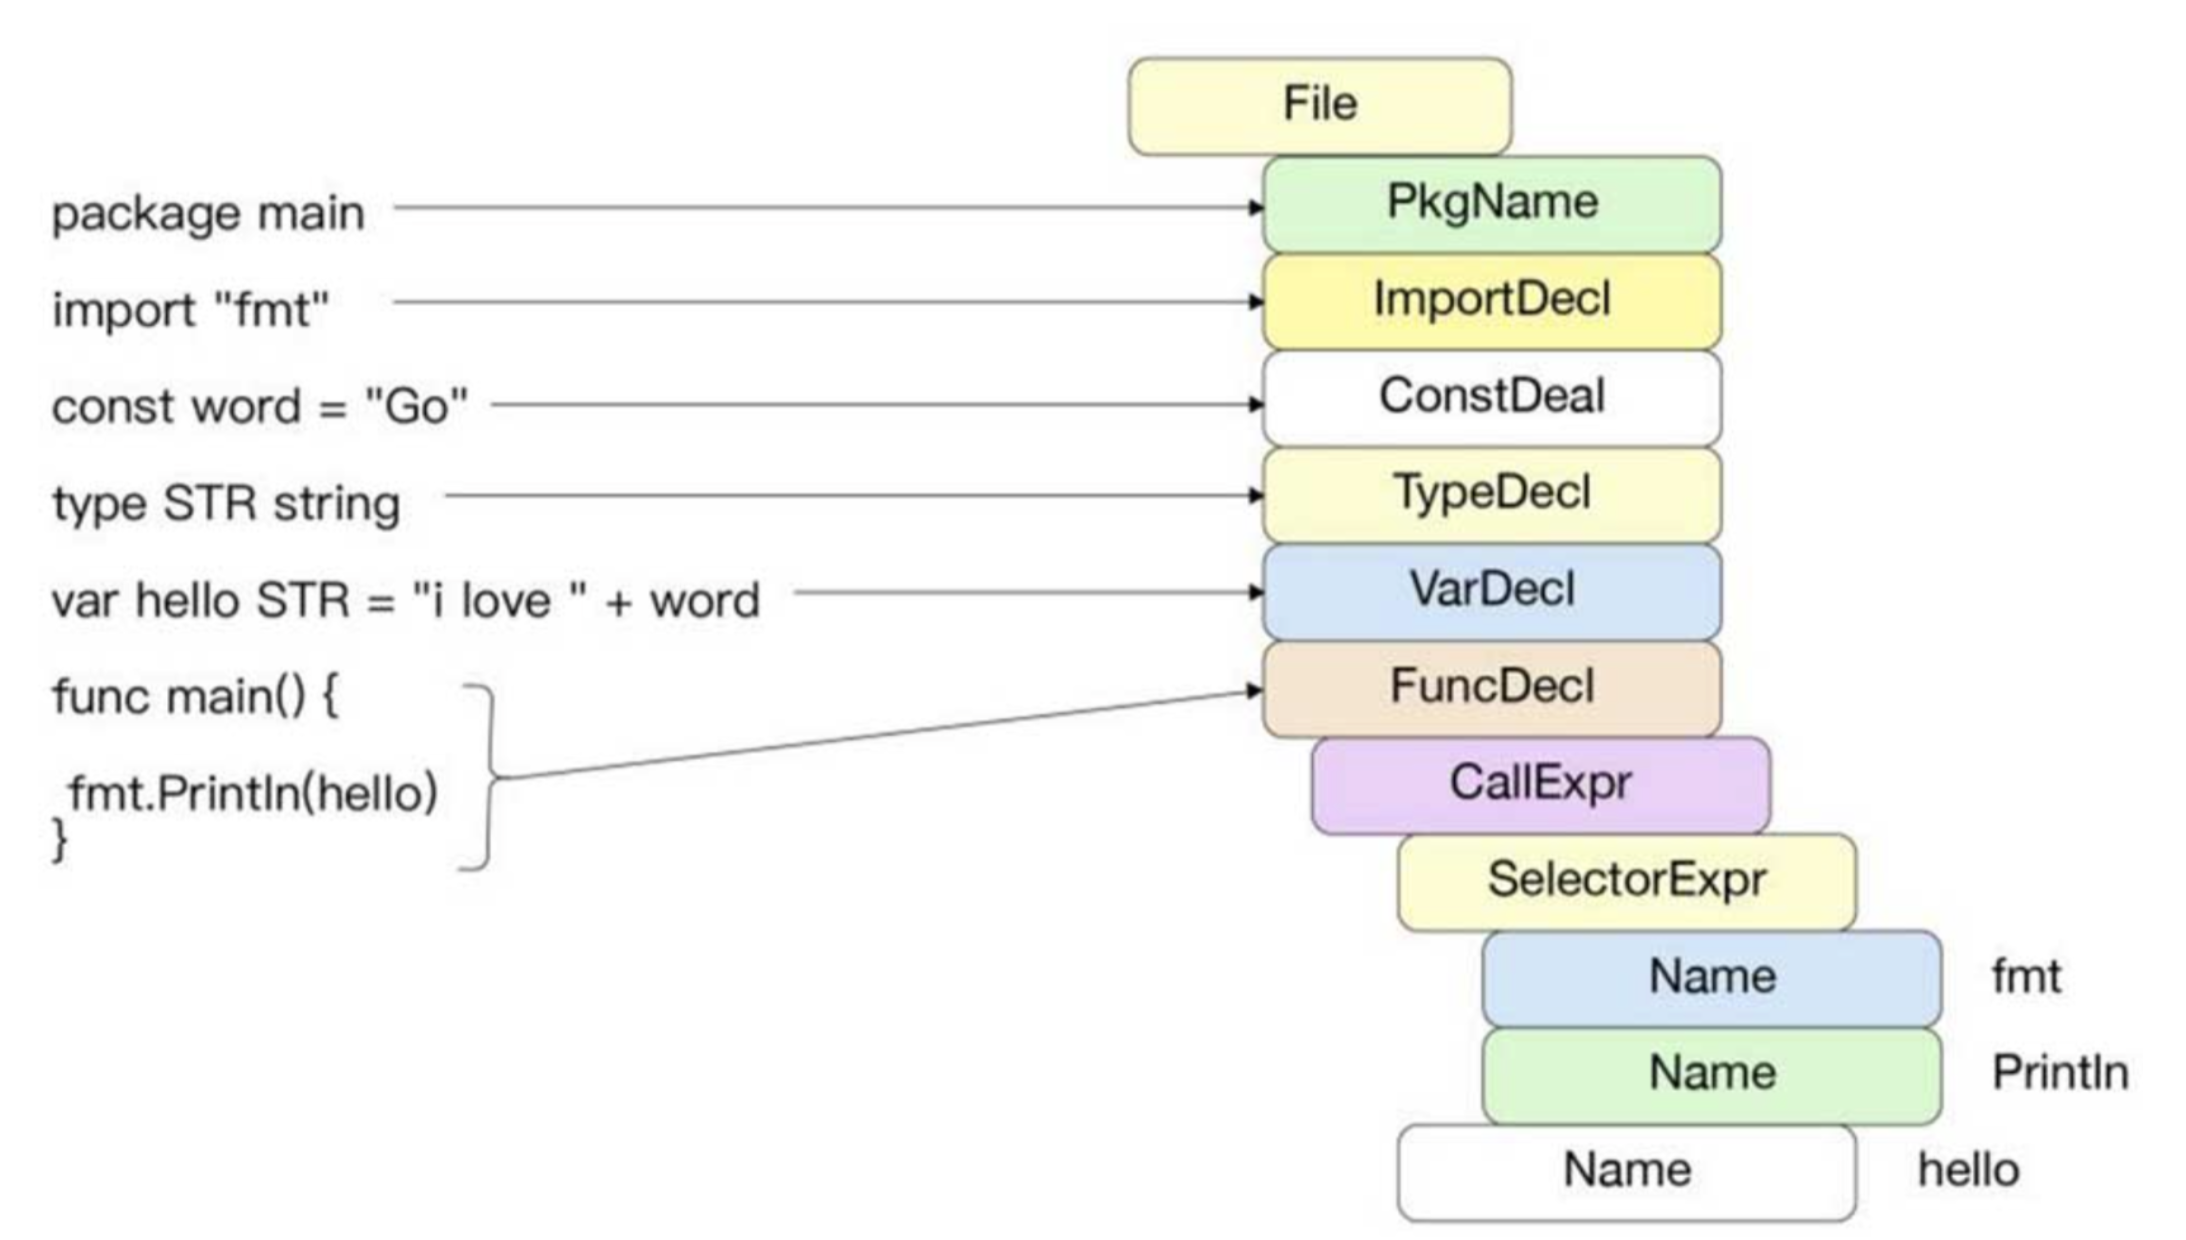 File
package main
PkgName
import "fmt"
ImportDecl
const word = "Go"
ConstDeal
type STR string
TypeDecl
var hello STR = "i love " + word
VarDecl
func main() {
FuncDecl
fmt.Println(hello)
CallExpr
}
SelectorExpr
Name fmt
Name Println
Name hello